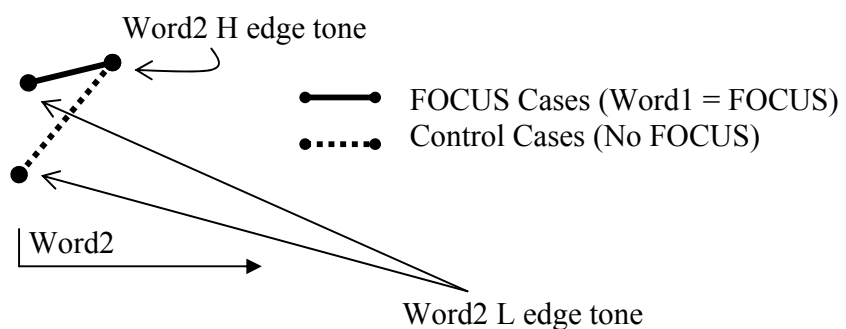 Word2 H edge tone
FOCUS Cases (Word1 = FOCUS)
Control Cases (No FOCUS)
Word2
Word2 L edge tone